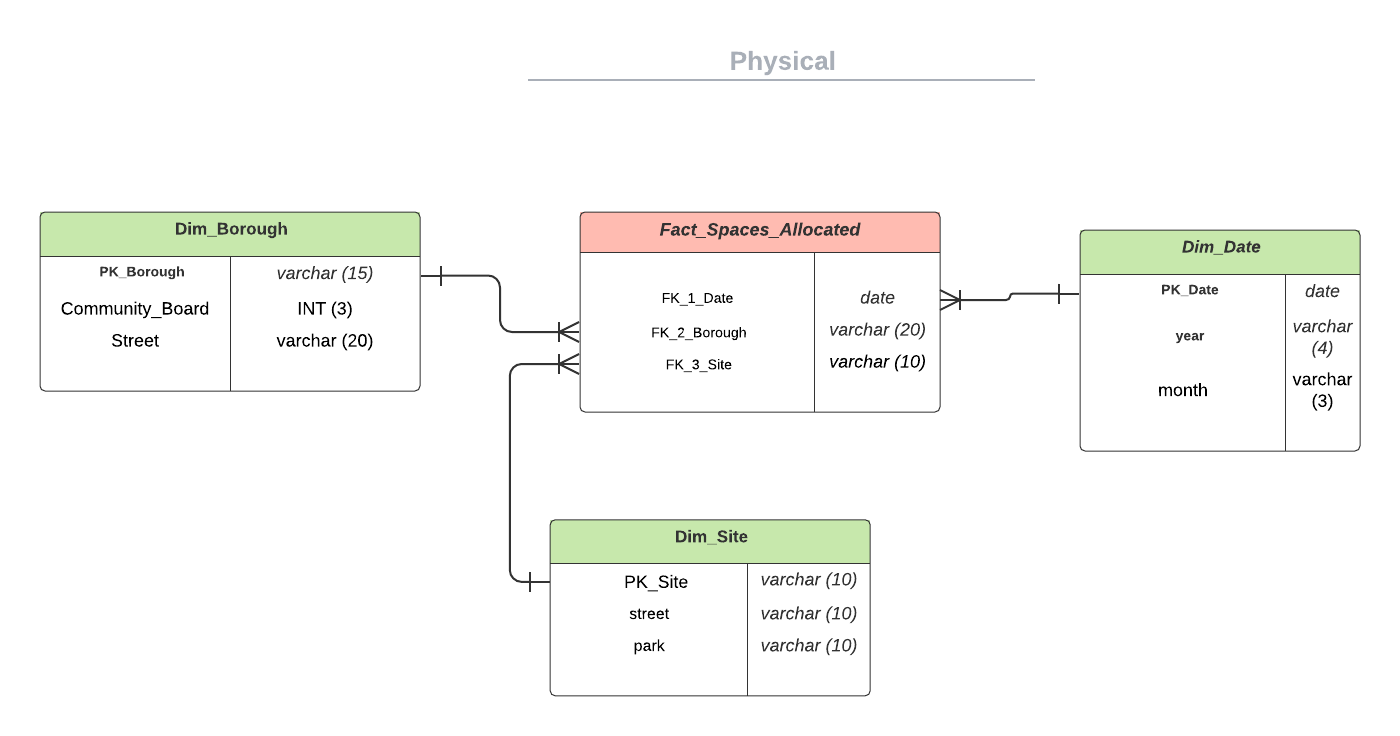 Physical
Dim_Borough
PK_Borough varchar (15)
Community_Board INT (3)
Street varchar (20)
Fact_Spaces_Allocated
FK_1_Date date
FK_2_Borough varchar (20)
FK_3_Site varchar (10)
Dim_Date
PK_Date date
year varchar
(4)
month varchar
(3)
Dim_Site
PK_Site varchar (10)
street varchar (10)
park varchar (10)